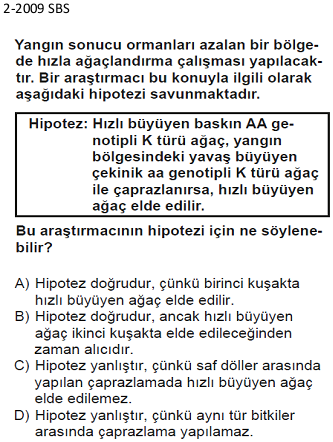 2-2009 SBS
Yangın sonucu ormanları azalan bir bölge-
de hızla ağaçlandırma çalışması yapılacak-
tır. Bir araştırmacı bu konuyla ilgili olarak
aşağıdaki hipotezi savunmaktadır.
Hipotez: Hızlı büyüyen baskın AA ge-
notipli K türü ağaç, yangın
bölgesindeki yavaş büyüyen
çekinik aa genotipli K türü ağaç
ile çaprazlanırsa, hızlı büyüyen
ağaç elde edilir.
Bu araştırmacının hipotezi için ne söylene-
bilir?
A) Hipotez doğrudur, çünkü birinci kuşakta
hızlı büyüyen ağaç elde edilir.
B) Hipotez doğrudur, ancak hızlı büyüyen
ağaç ikinci kuşakta elde edileceğinden
zaman alıcıdır.
C) Hipotez yanlıştır, çünkü saf döller arasında
yapılan çaprazlamada hızlı büyüyen ağaç
elde edilemez.
D) Hipotez yanlıştır, çünkü aynı tür bitkiler
arasında çaprazlama yapılamaz.